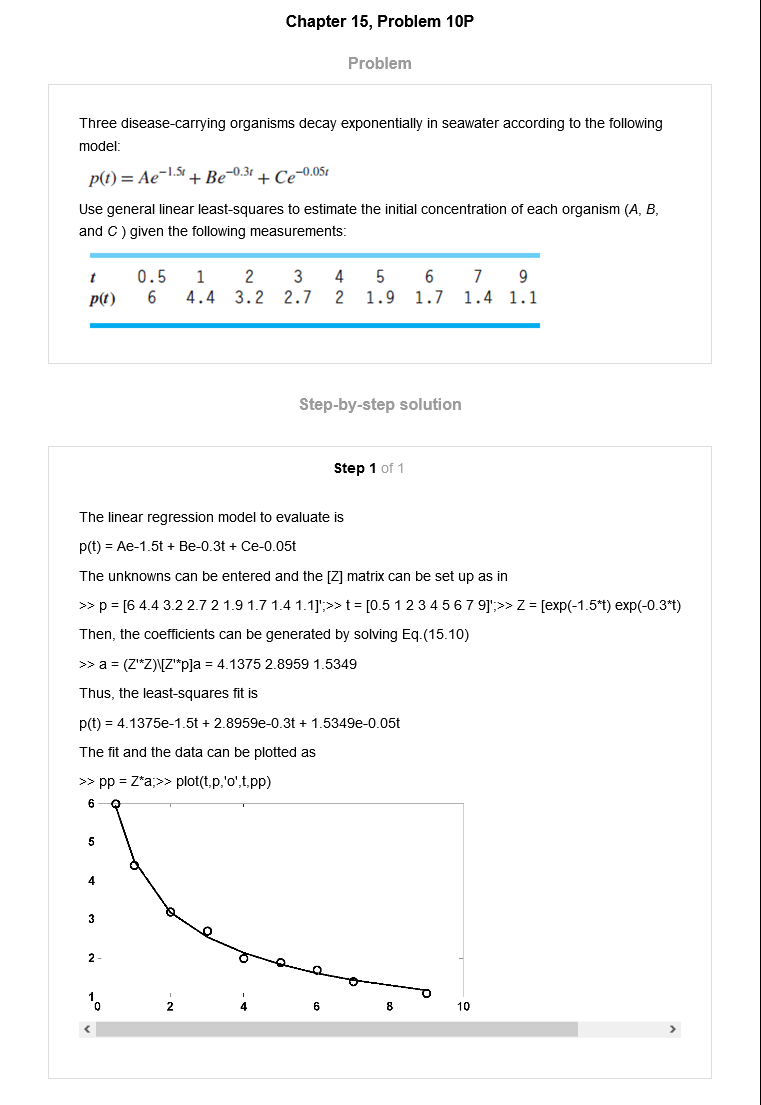 Chapter 15, Problem 10P
Problem
Three disease-carrying organisms decay exponentially in seawater according to the following
model:
p(t) = Ae^−1.5t + Be^−0.3t + Ce^−0.05t
Use general linear least-squares to estimate the initial concentration of each organism (A, B,
and C ) given the following measurements:
t 0.5 1 2 3 4 5 6 7 9
p(t) 6 4.4 3.2 2.7 2 1.9 1.7 1.4 1.1
Step-by-step solution
Step 1 of 1
The linear regression model to evaluate is
p(t) = Ae-1.5t + Be-0.3t + Ce-0.05t
The unknowns can be entered and the [Z] matrix can be set up as in
>> p = [6 4.4 3.2 2.7 2 1.9 1.7 1.4 1.1]';>> t = [0.5 1 2 3 4 5 6 7 9]';>> Z = [exp(-1.5*t) exp(-0.3*t)
Then, the coefficients can be generated by solving Eq.(15.10)
>> a = (Z'*Z)\[Z'*p]a = 4.1375 2.8959 1.5349
Thus, the least-squares fit is
p(t) = 4.1375e-1.5t + 2.8959e-0.3t + 1.5349e-0.05t
The fit and the data can be plotted as
>> pp = Z*a;>> plot(t,p,'o',t,pp)
6
5
4
3
2
1
0 2 4 6 8 10